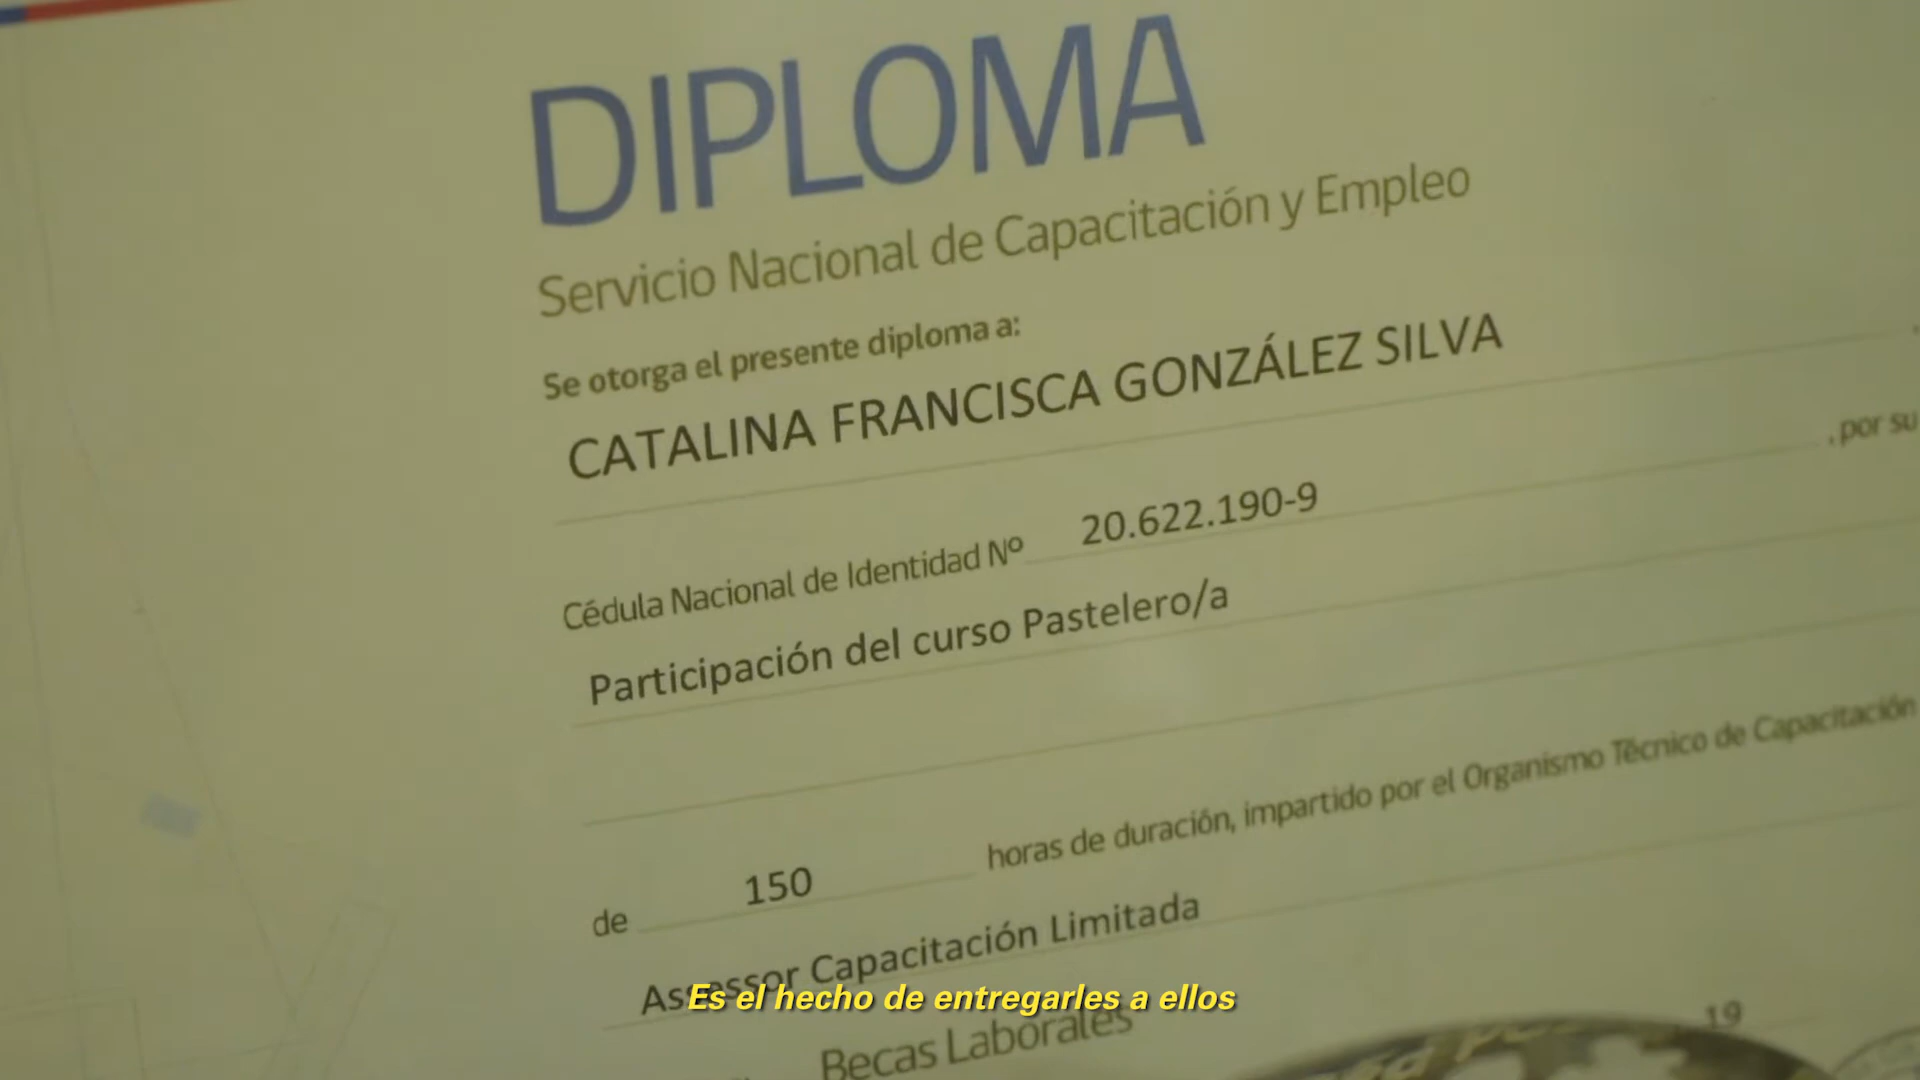 DIPLOMA
Servicio Nacional de Capacitación y Empleo
Se otorga el presente diploma a:
CATALINA FRANCISCA GONZÁLEZ SILVA
, por su
Cédula Nacional de Identidad Nº 20.622.190-9
Participación del curso Pastelero/a
de 150 horas de duración, impartido por el Organismo Técnico de Capacitación
Assessor Capacitación Limitada
Es el hecho de entregarles a ellos
Becas Laborales
19